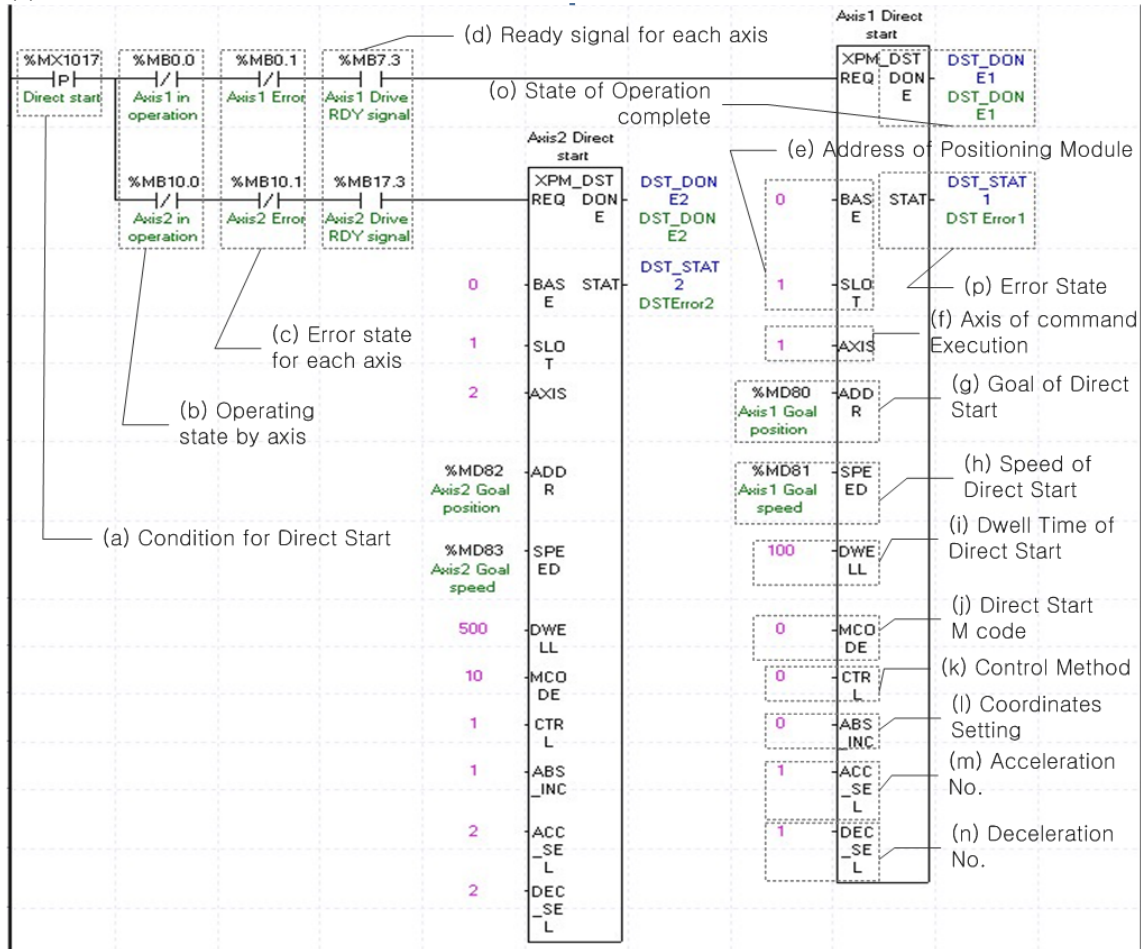 Axis1 Direct
start
(d) Ready signal for each axis
%MX1017
%MB0.0
%MB0.1
%MB7.3
XPM_DST
DST_DON
E1
P
REQ
DON
E
Direct start
Axis1 in
operation
Axis1 Error
Axis1 Drive
RDY signal
(o) State of Operation
complete
DST_DON
E1
Axis2 Direct
start
(e) Address of Positioning Module
%MB10.0
%MB10.1
%MB17.3
XPM_DST
DST_DON
E2
DST_STAT
1
REQ
DON
E
0
BAS
E
STAT
Axis2 in
operation
Axis2 Error
Axis2 Drive
RDY signal
DST_DON
E2
DST Error1
DST_STAT
2
0
BAS
E
STAT
DSTError2
1
SLO
T
(p) Error State
(c) Error state
for each axis
1
SLO
T
1
AXIS
(f) Axis of command
Execution
2
AXIS
%MD80
Axis1 Goal
position
ADD
R
(g) Goal of Direct
Start
(b) Operating
state by axis
%MD82
Axis2 Goal
position
ADD
R
%MD81
Axis1 Goal
speed
SPE
ED
(h) Speed of
Direct Start
(a) Condition for Direct Start
%MD83
Axis2 Goal
speed
SPE
ED
100
DWE
LL
(i) Dwell Time of
Direct Start
500
DWE
LL
0
MCO
DE
(j) Direct Start
M code
10
MCO
DE
0
CTR
L
(k) Control Method
1
CTR
L
0
ABS
_INC
(l) Coordinates
Setting
1
ABS
_INC
1
ACC
_SE
L
(m) Acceleration
No.
2
ACC
_SE
L
1
DEC
_SE
L
(n) Deceleration
No.
2
DEC
_SE
L